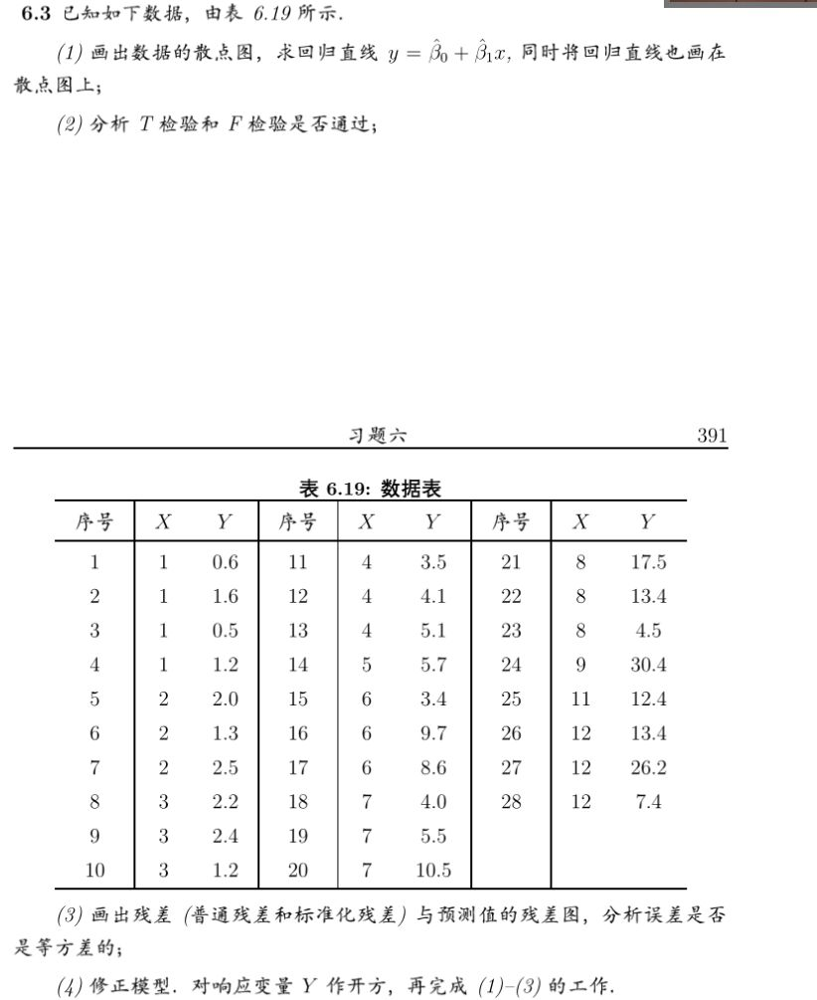 6.3 已知如下数据，由表 6.19 所示.
(1) 画出数据的散点图，求回归直线 y = β̂₀ + β̂₁x, 同时将回归直线也画在
散点图上；
(2) 分析 T 检验和 F 检验是否通过；
习题六 391
表 6.19: 数据表
序号 X Y 序号 X Y 序号 X Y
1 1 0.6 11 4 3.5 21 8 17.5
2 1 1.6 12 4 4.1 22 8 13.4
3 1 0.5 13 4 5.1 23 8 4.5
4 1 1.2 14 5 5.7 24 9 30.4
5 2 2.0 15 6 3.4 25 11 12.4
6 2 1.3 16 6 9.7 26 12 13.4
7 2 2.5 17 6 8.6 27 12 26.2
8 3 2.2 18 7 4.0 28 12 7.4
9 3 2.4 19 7 5.5
10 3 1.2 20 7 10.5
(3) 画出残差 (普通残差和标准化残差) 与预测值的残差图，分析误差是否
是等方差的；
(4) 修正模型. 对响应变量 Y 作开方，再完成 (1)–(3) 的工作.